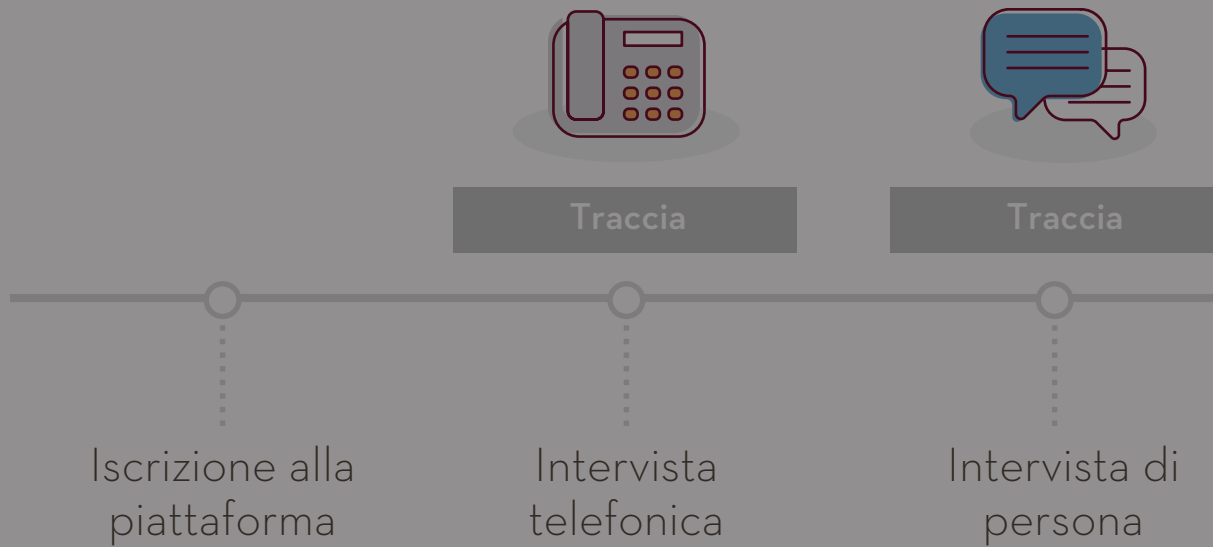 Traccia
Traccia
Iscrizione alla
piattaforma
Intervista
telefonica
Intervista di
persona